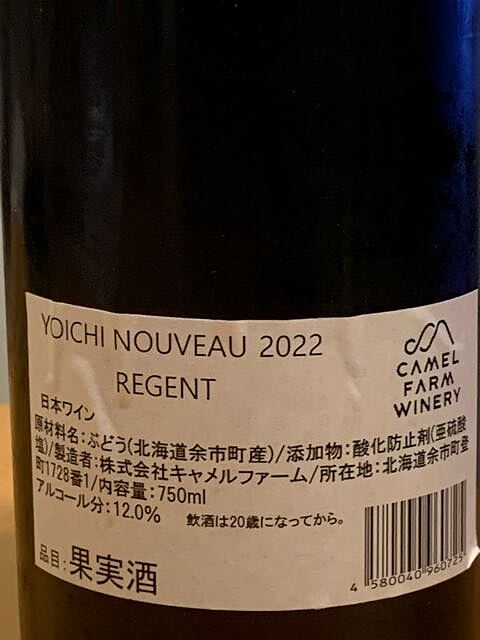 YOICHI NOUVEAU 2022
REGENT
CAMEL
FARM
WINERY
日本ワイン
原材料名：ぶどう(北海道余市町産)/添加物：酸化防止剤(亜硫酸
塩)/製造者：株式会社キャメルファーム/所在地：北海道余市町登
町1728番1/内容量：750ml
アルコール分：12.0% 飲酒は20歳になってから。
品目：果実酒
4 580040 960725